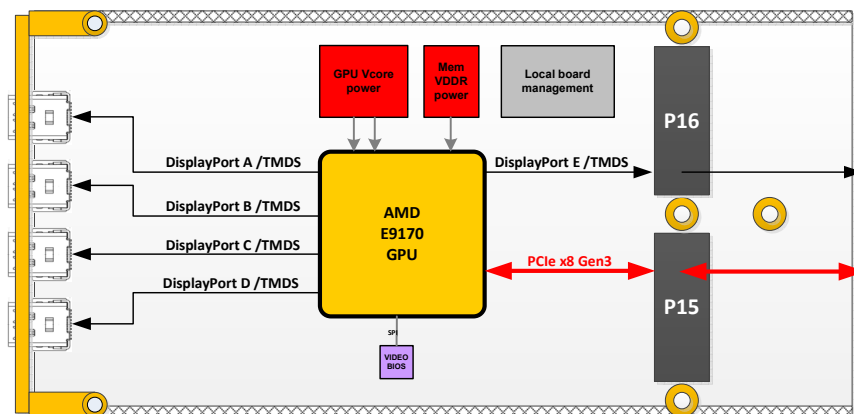 GPU Vcore
power
Mem
VDDR
power
Local board
management
P16
DisplayPort A /TMDS
DisplayPort E /TMDS
DisplayPort B /TMDS
AMD
E9170
GPU
DisplayPort C /TMDS
PCIe x8 Gen3
DisplayPort D /TMDS
P15
SPI
VIDEO
BIOS